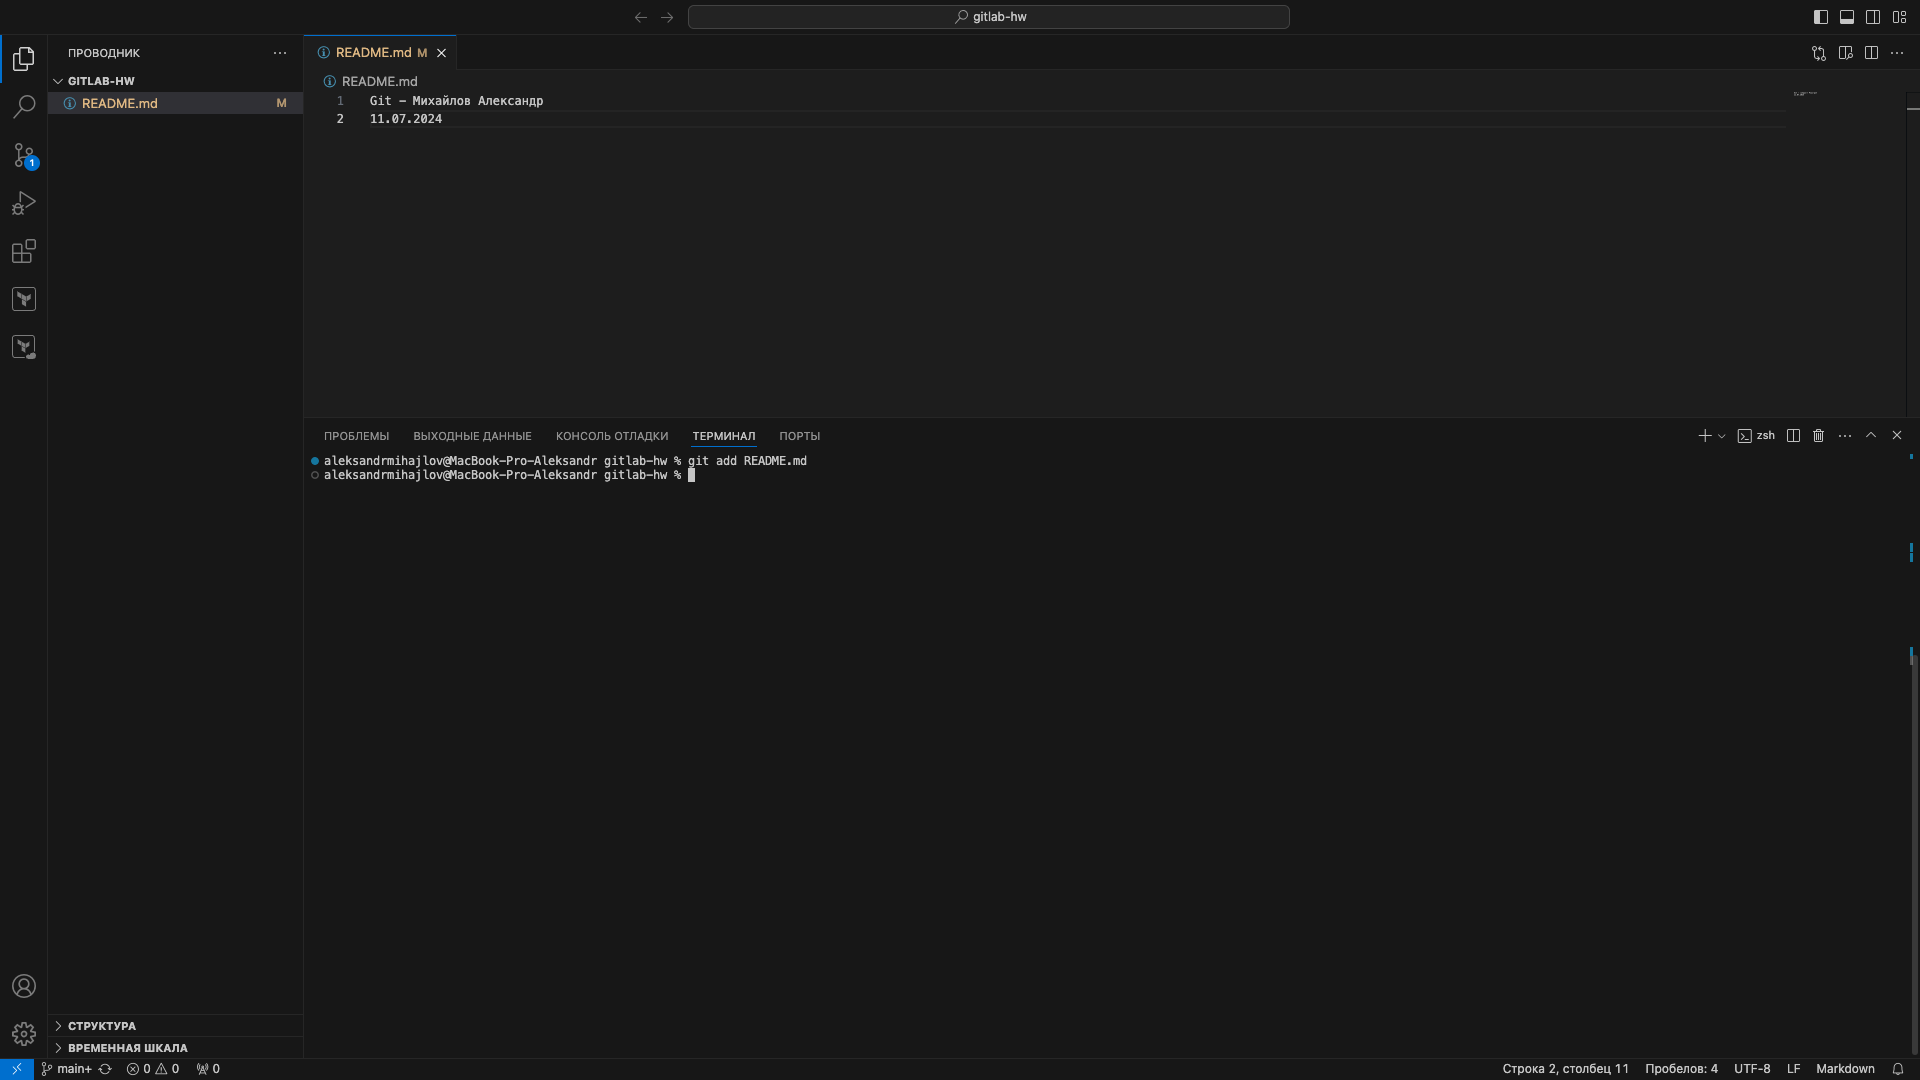 gitlab-hw
ПРОВОДНИК
GITLAB-HW
README.md M
README.md M
README.md
1 Git - Михайлов Александр
2 11.07.2024
1
ПРОБЛЕМЫ ВЫХОДНЫЕ ДАННЫЕ КОНСОЛЬ ОТЛАДКИ ТЕРМИНАЛ ПОРТЫ
zsh
aleksandrmihajlov@MacBook-Pro-Aleksandr gitlab-hw % git add README.md
aleksandrmihajlov@MacBook-Pro-Aleksandr gitlab-hw %
СТРУКТУРА
ВРЕМЕННАЯ ШКАЛА
main+ 0 0 0
Строка 2, столбец 11 Пробелов: 4 UTF-8 LF Markdown